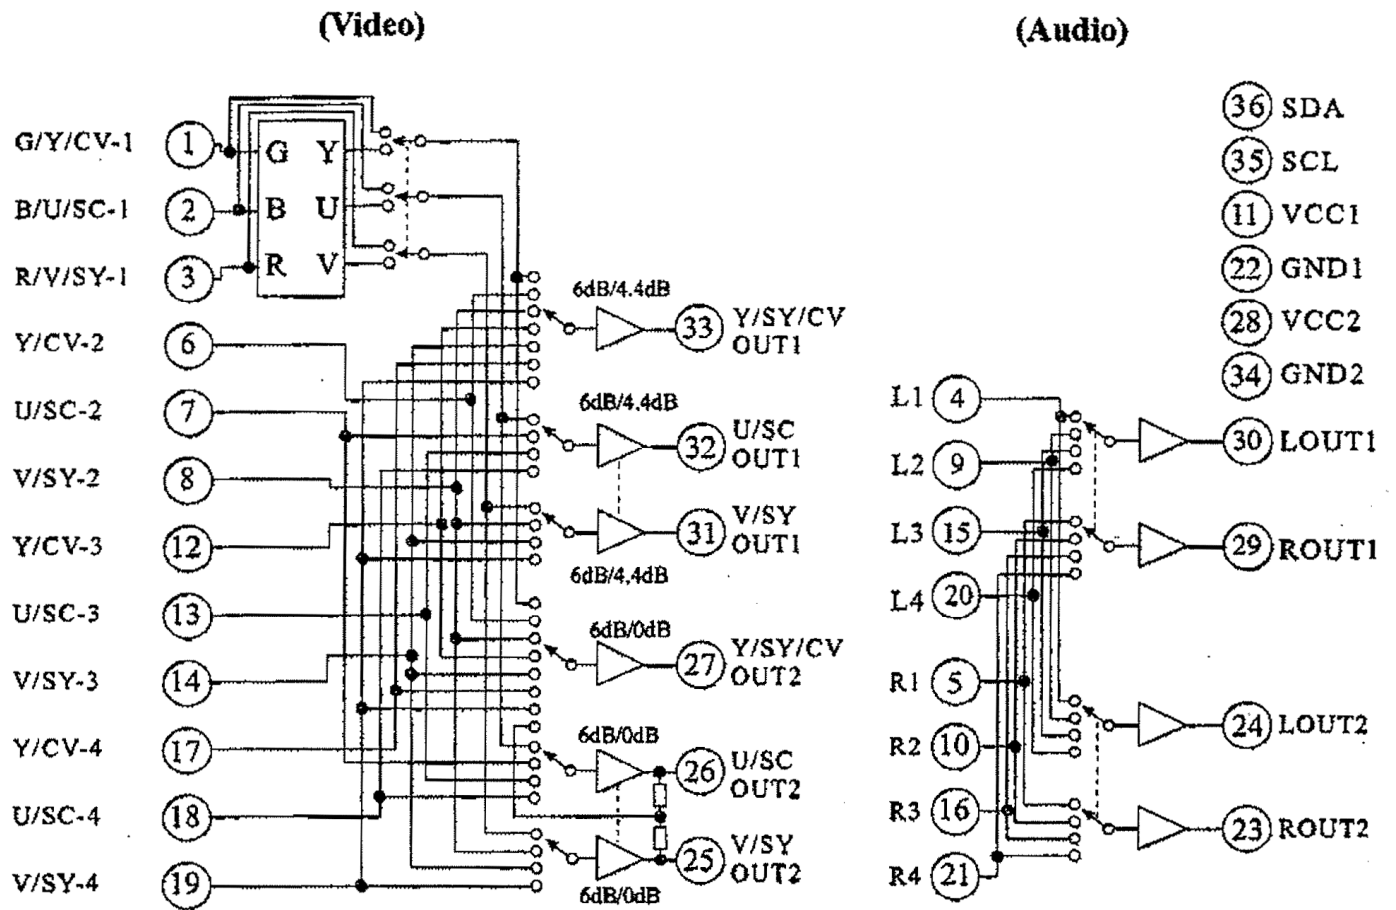 (Video)
(Audio)
G/Y/CV-1 1
B/U/SC-1 2
R/V/SY-1 3
Y/CV-2 6
U/SC-2 7
V/SY-2 8
Y/CV-3 12
U/SC-3 13
V/SY-3 14
Y/CV-4 17
U/SC-4 18
V/SY-4 19
G Y
B U
R V
6dB/4.4dB
33 Y/SY/CV
OUT1
6dB/4.4dB
32 U/SC
OUT1
31 V/SY
OUT1
6dB/4.4dB
6dB/0dB
27 Y/SY/CV
OUT2
6dB/0dB
26 U/SC
OUT2
25 V/SY
OUT2
6dB/0dB
36 SDA
35 SCL
11 VCC1
22 GND1
28 VCC2
34 GND2
L1 4
L2 9
L3 15
L4 20
R1 5
R2 10
R3 16
R4 21
30 LOUT1
29 ROUT1
24 LOUT2
23 ROUT2